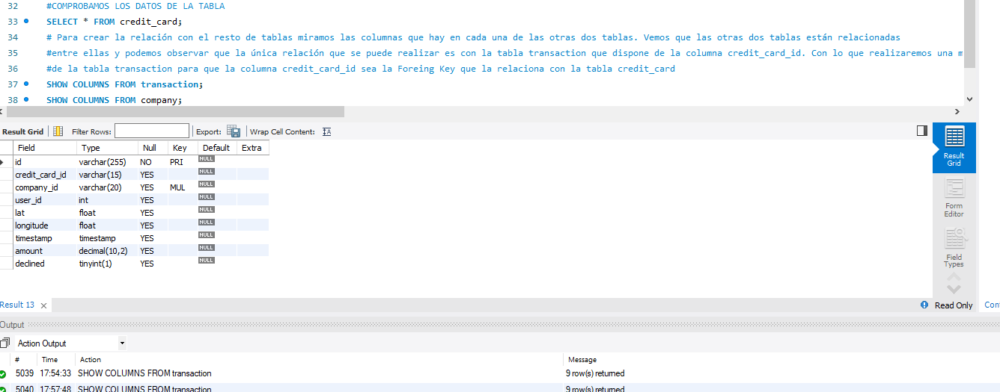 32 #COMPROBAMOS LOS DATOS DE LA TABLA
33 SELECT * FROM credit_card;
34 # Para crear la relación con el resto de tablas miramos las columnas que hay en cada una de las otras dos tablas. Vemos que las otras dos tablas están relacionadas
35 #entre ellas y podemos observar que la única relación que se puede realizar es con la tabla transaction que dispone de la columna credit_card_id. Con lo que realizaremos una m
36 #de la tabla transaction para que la columna credit_card_id sea la Foreing Key que la relaciona con la tabla credit_card
37 SHOW COLUMNS FROM transaction;
38 SHOW COLUMNS FROM company;
Result Grid Filter Rows: Export: Wrap Cell Content:
Field Type Null Key Default Extra
id varchar(255) NO PRI NULL
credit_card_id varchar(15) YES NULL
company_id varchar(20) YES MUL NULL
user_id int YES NULL
lat float YES NULL
longitude float YES NULL
timestamp timestamp YES NULL
amount decimal(10,2) YES NULL
declined tinyint(1) YES NULL
Result
Grid
Form
Editor
Field
Types
Result 13 Read Only Con
Output
Action Output
# Time Action Message
5039 17:54:33 SHOW COLUMNS FROM transaction 9 row(s) returned
5040 17:57:48 SHOW COLUMNS FROM transaction 9 row(s) returned